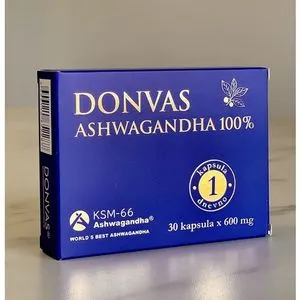 DONVAS
ASHWAGANDHA 100%
kapsula
1
dnevno
KSM-66
Ashwagandha®
WORLD'S BEST ASHWAGANDHA
30 kapsula x 600 mg
DONVAS®